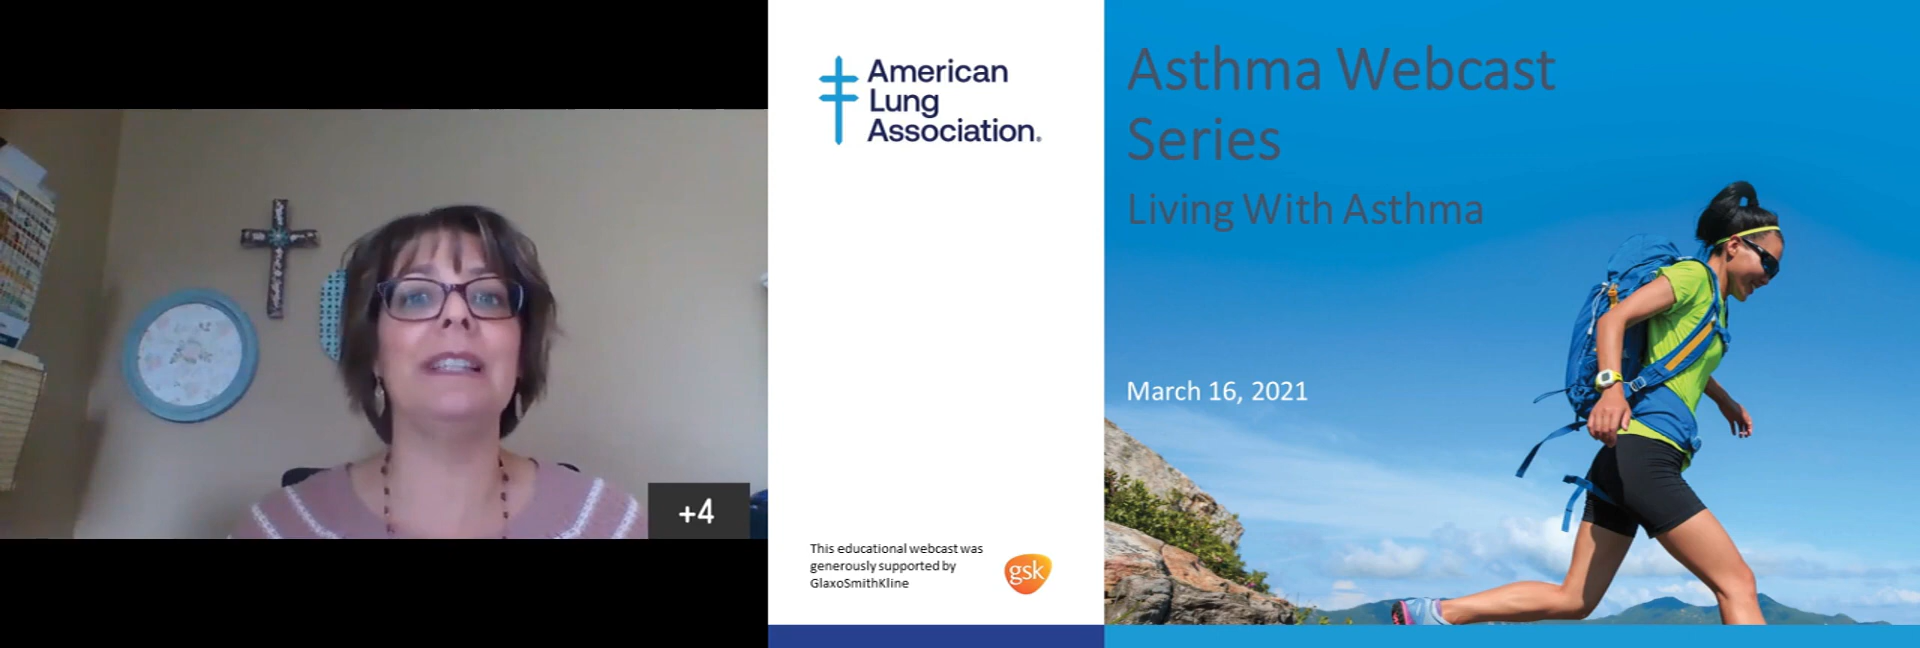 +4
American
Lung
Association.
This educational webcast was
generously supported by
GlaxoSmithKline
gsk
Asthma Webcast
Series
Living With Asthma
March 16, 2021